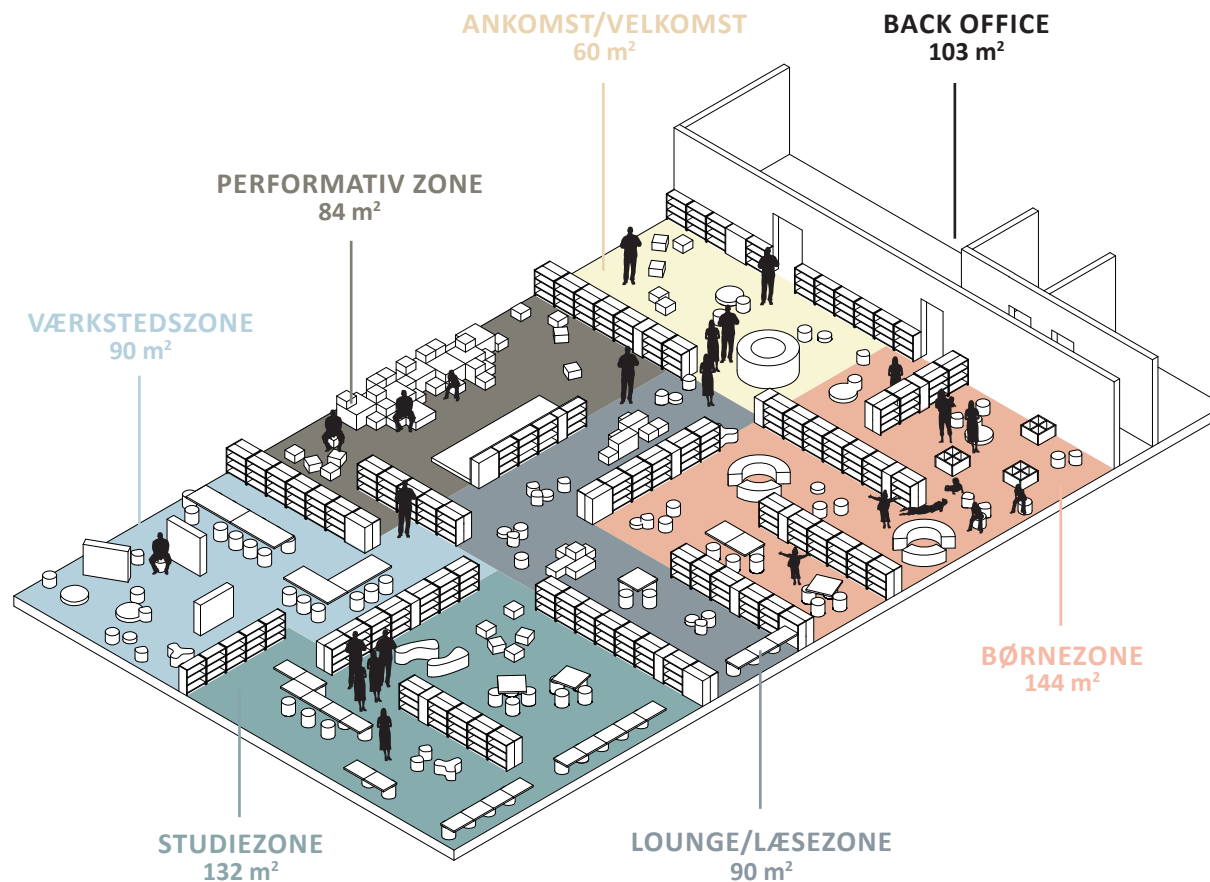 ANKOMST/VELKOMST
60 m²
BACK OFFICE
103 m²
PERFORMATIV ZONE
84 m²
VÆRKSTEDSZONE
90 m²
BØRNEZONE
144 m²
STUDIEZONE
132 m²
LOUNGE/LÆSEZONE
90 m²